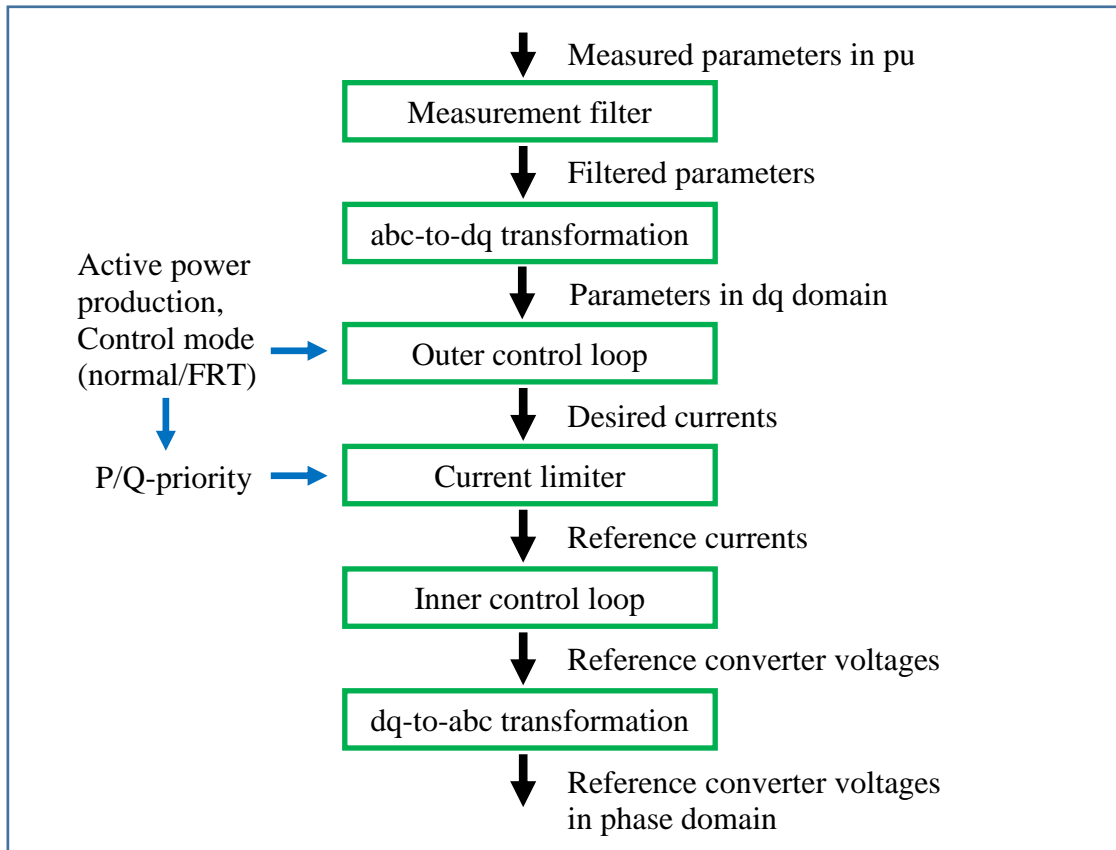 Measured parameters in pu
Measurement filter
Filtered parameters
abc-to-dq transformation
Active power
production,
Control mode
(normal/FRT)
Parameters in dq domain
Outer control loop
Desired currents
P/Q-priority
Current limiter
Reference currents
Inner control loop
Reference converter voltages
dq-to-abc transformation
Reference converter voltages
in phase domain